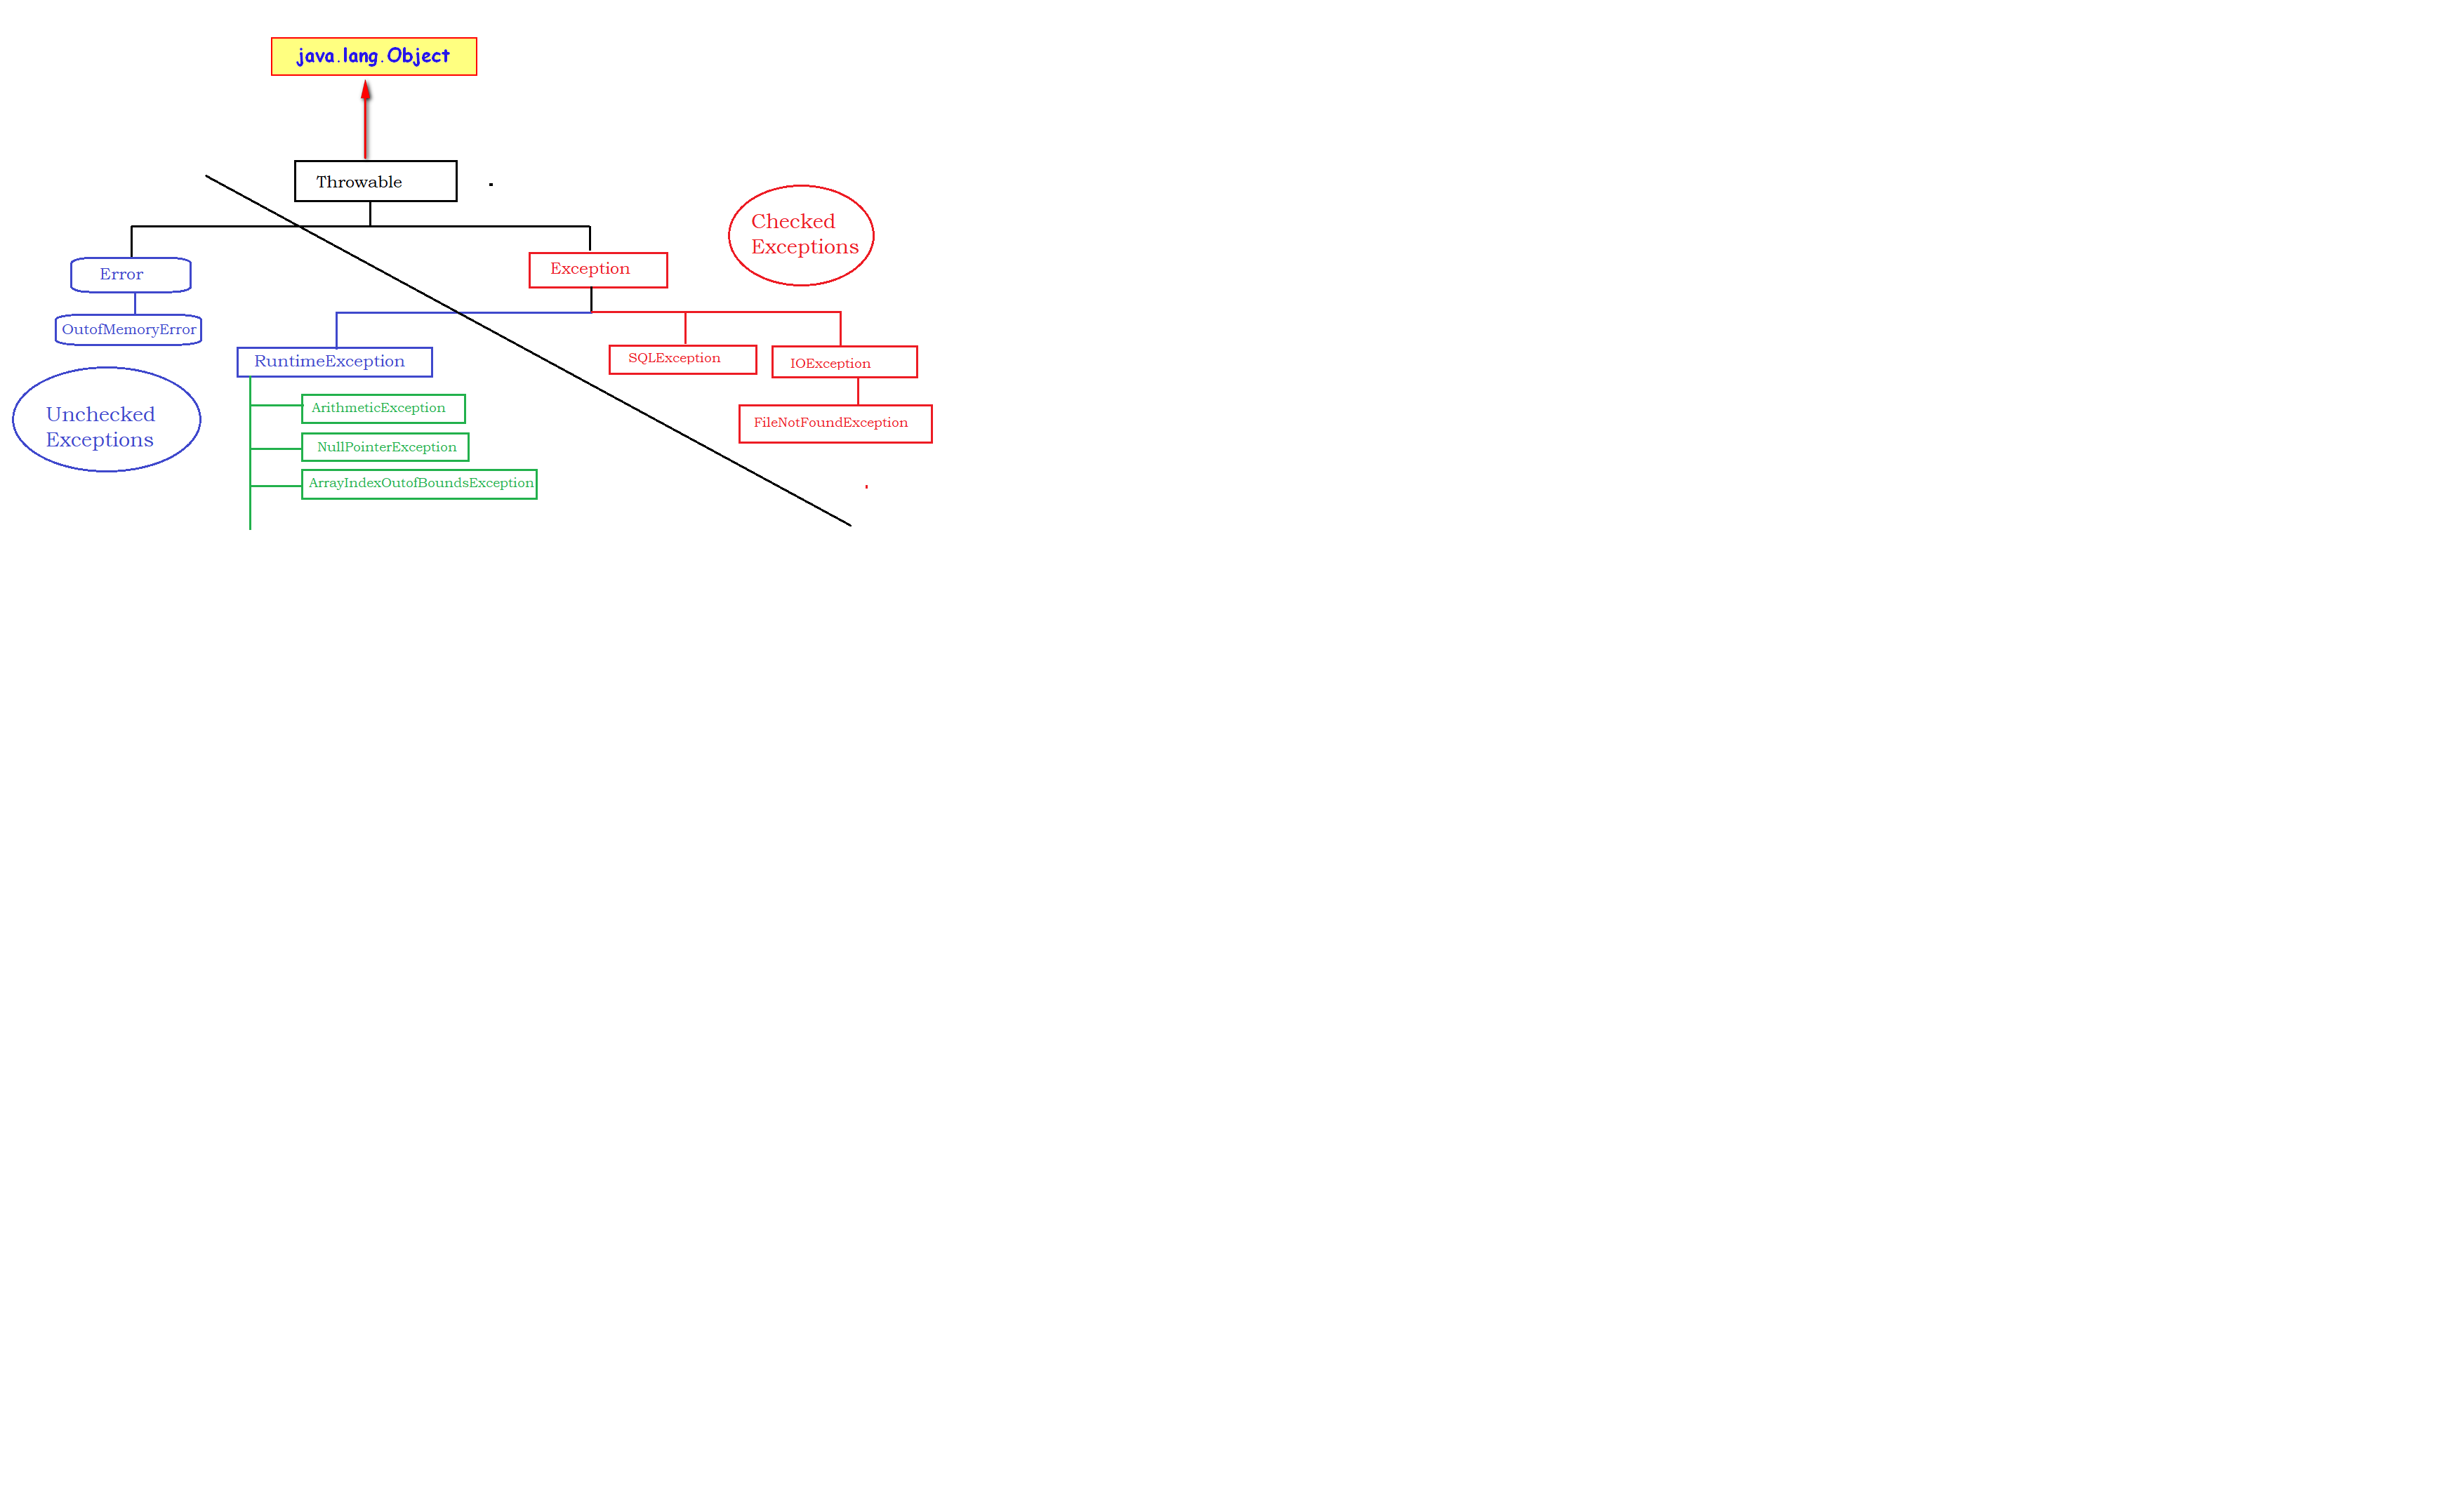 java.lang.Object
Throwable
Checked
Exceptions
Error
Exception
OutofMemoryError
RuntimeException
SQLException
IOException
Unchecked
Exceptions
ArithmeticException
FileNotFoundException
NullPointerException
ArrayIndexOutofBoundsException